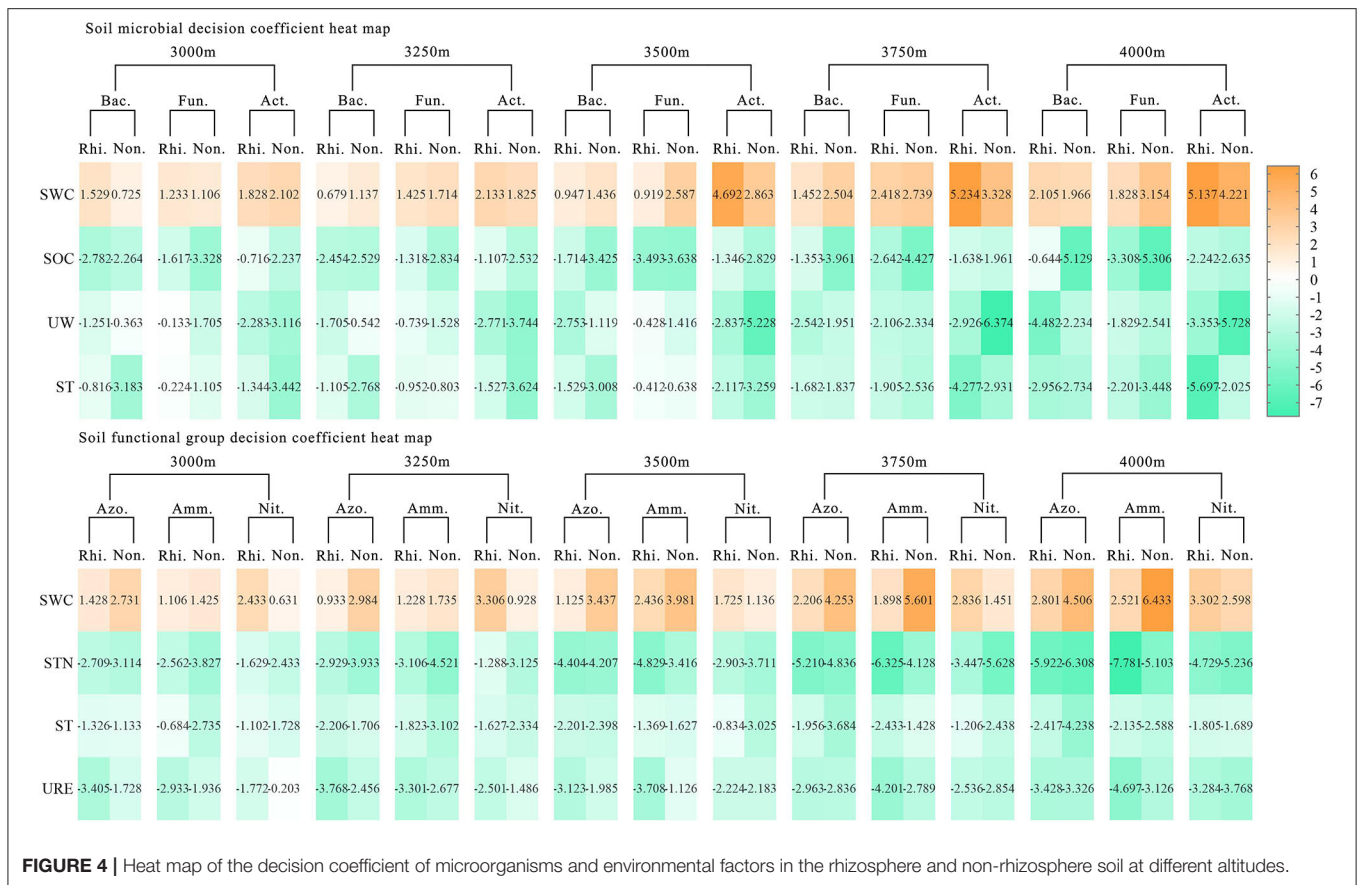 Soil microbial decision coefficient heat map
3000m 3250m 3500m 3750m 4000m
Bac. Fun. Act. Bac. Fun. Act. Bac. Fun. Act. Bac. Fun. Act. Bac. Fun. Act.
Rhi. Non. Rhi. Non. Rhi. Non. Rhi. Non. Rhi. Non. Rhi. Non. Rhi. Non. Rhi. Non. Rhi. Non. Rhi. Non. Rhi. Non. Rhi. Non. Rhi. Non. Rhi. Non. Rhi. Non.
SWC 1.529 0.725 1.233 1.106 1.828 2.102 0.679 1.137 1.425 1.714 2.133 1.825 0.947 1.436 0.919 2.587 4.692 2.863 1.452 2.504 2.418 2.739 5.234 3.328 2.105 1.966 1.828 3.154 5.137 4.221
SOC -2.782 -2.264 -1.617 -3.328 -0.716 -2.237 -2.454 -2.529 -1.318 -2.834 -1.107 -2.532 -1.714 -3.425 -3.493 -3.638 -1.346 -2.829 -1.353 -3.961 -2.642 -4.427 -1.638 -1.961 -0.644 -5.129 -3.308 -5.306 -2.242 -2.635
UW -1.251 -0.363 -0.133 -1.705 -2.283 -3.116 -1.705 -0.542 -0.739 -1.528 -2.771 -3.744 -2.753 -1.119 -0.428 -1.416 -2.837 -5.228 -2.542 -1.951 -2.106 -2.334 -2.926 -6.374 -4.482 -2.234 -1.829 -2.541 -3.353 -5.728
ST -0.816 -3.183 -0.224 -1.105 -1.344 -3.442 -1.105 -2.768 -0.952 -0.803 -1.527 -3.624 -1.529 -3.008 -0.412 -0.638 -2.117 -3.259 -1.682 -1.837 -1.905 -2.536 -4.277 -2.931 -2.956 -2.734 -2.201 -3.448 -5.697 -2.025
6
5
4
3
2
1
0
-1
-2
-3
-4
-5
-6
-7
Soil functional group decision coefficient heat map
3000m 3250m 3500m 3750m 4000m
Azo. Amm. Nit. Azo. Amm. Nit. Azo. Amm. Nit. Azo. Amm. Nit. Azo. Amm. Nit.
Rhi. Non. Rhi. Non. Rhi. Non. Rhi. Non. Rhi. Non. Rhi. Non. Rhi. Non. Rhi. Non. Rhi. Non. Rhi. Non. Rhi. Non. Rhi. Non. Rhi. Non. Rhi. Non. Rhi. Non.
SWC 1.428 2.731 1.106 1.425 2.433 0.631 0.933 2.984 1.228 1.735 3.306 0.928 1.125 3.437 2.436 3.981 1.725 1.136 2.206 4.253 1.898 5.601 2.836 1.451 2.801 4.506 2.521 6.433 3.302 2.598
STN -2.709 -3.114 -2.562 -3.827 -1.629 -2.433 -2.929 -3.933 -3.106 -4.521 -1.288 -3.125 -4.404 -4.207 -4.829 -3.416 -2.903 -3.711 -5.210 -4.836 -6.325 -4.128 -3.447 -5.628 -5.922 -6.308 -7.781 -5.103 -4.729 -5.236
ST -1.326 -1.133 -0.684 -2.735 -1.102 -1.728 -2.206 -1.706 -1.823 -3.102 -1.627 -2.334 -2.201 -2.398 -1.369 -1.627 -0.834 -3.025 -1.956 -3.684 -2.433 -1.428 -1.206 -2.438 -2.417 -4.238 -2.135 -2.588 -1.805 -1.689
URE -3.405 -1.728 -2.933 -1.936 -1.772 -0.203 -3.768 -2.456 -3.301 -2.677 -2.501 -1.486 -3.123 -1.985 -3.708 -1.126 -2.224 -2.183 -2.963 -2.836 -4.201 -2.789 -2.536 -2.854 -3.428 -3.326 -4.697 -3.126 -3.284 -3.768
FIGURE 4 | Heat map of the decision coefficient of microorganisms and environmental factors in the rhizosphere and non-rhizosphere soil at different altitudes.